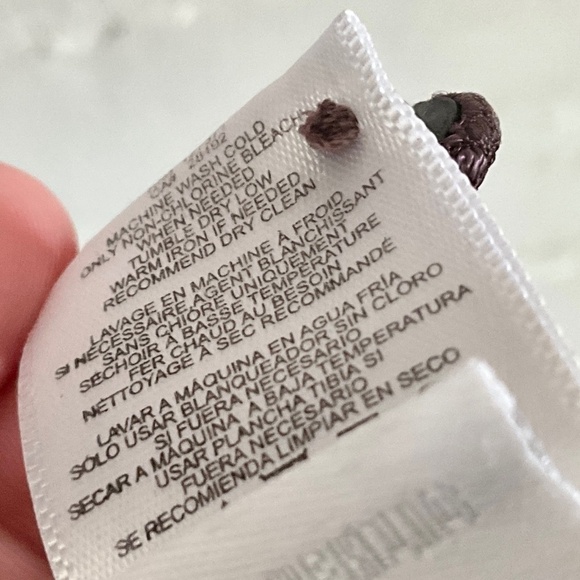 MACHINE WASH COLD
ONLY NON-CHLORINE BLEACH
WHEN NEEDED
TUMBLE DRY LOW
WARM IRON IF NEEDED
RECOMMEND DRY CLEAN
LAVAGE EN MACHINE À FROID
SI NÉCESSAIRE, AGENT BLANCHISSANT
SANS CHLORE UNIQUEMENT
SÉCHOIR À BASSE TEMPÉRATURE
FER CHAUD AU BESOIN
NETTOYAGE À SEC RECOMMANDÉ
LAVAR A MÁQUINA EN AGUA FRÍA
SÓLO USAR BLANQUEADOR SIN CLORO
SI FUERA NECESARIO
SECAR A MÁQUINA A BAJA TEMPERATURA
USAR PLANCHA TIBIA SI
FUERA NECESARIO
SE RECOMIENDA LIMPIAR EN SECO